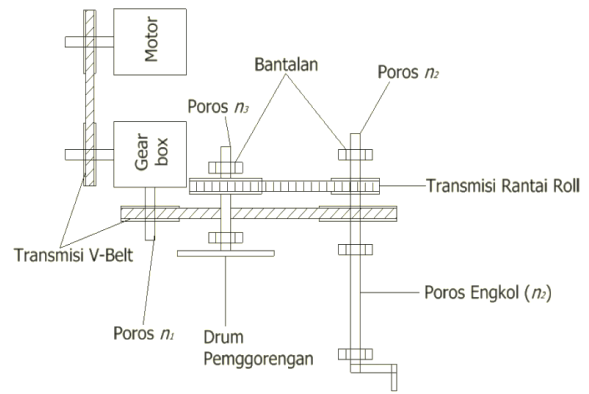 Motor
Bantalan
Poros n2
Poros n3
Gear
box
Transmisi Rantai Roll
Transmisi V-Belt
Poros Engkol (n2)
Poros n1
Drum
Pemggorengan